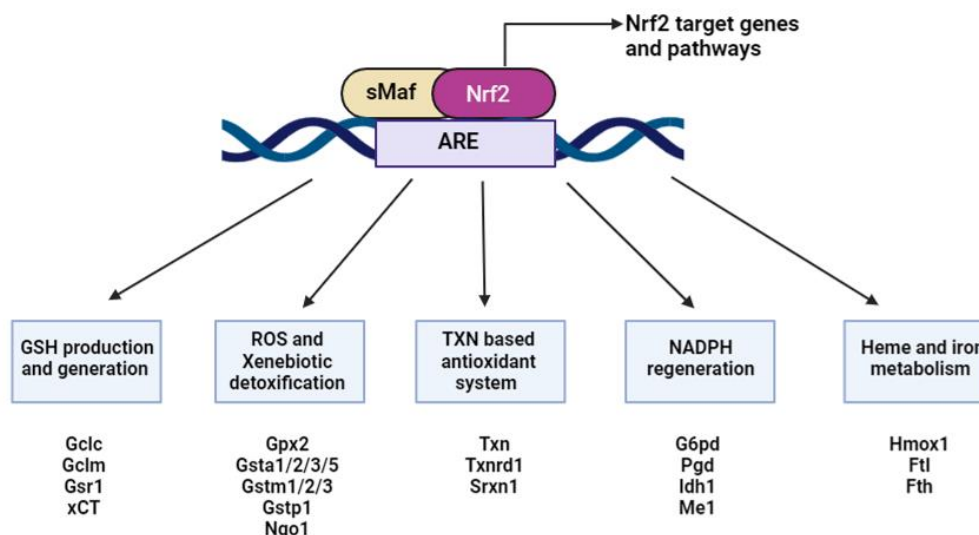 Nrf2 target genes
and pathways
sMaf
Nrf2
ARE
GSH production
and generation
ROS and
Xenebiotic
detoxification
TXN based
antioxidant
system
NADPH
regeneration
Heme and iron
metabolism
Gclc
Gclm
Gsr1
xCT
Gpx2
Gsta1/2/3/5
Gstm1/2/3
Gstp1
Nqo1
Txn
Txnrd1
Srxn1
G6pd
Pgd
Idh1
Me1
Hmox1
Ftl
Fth